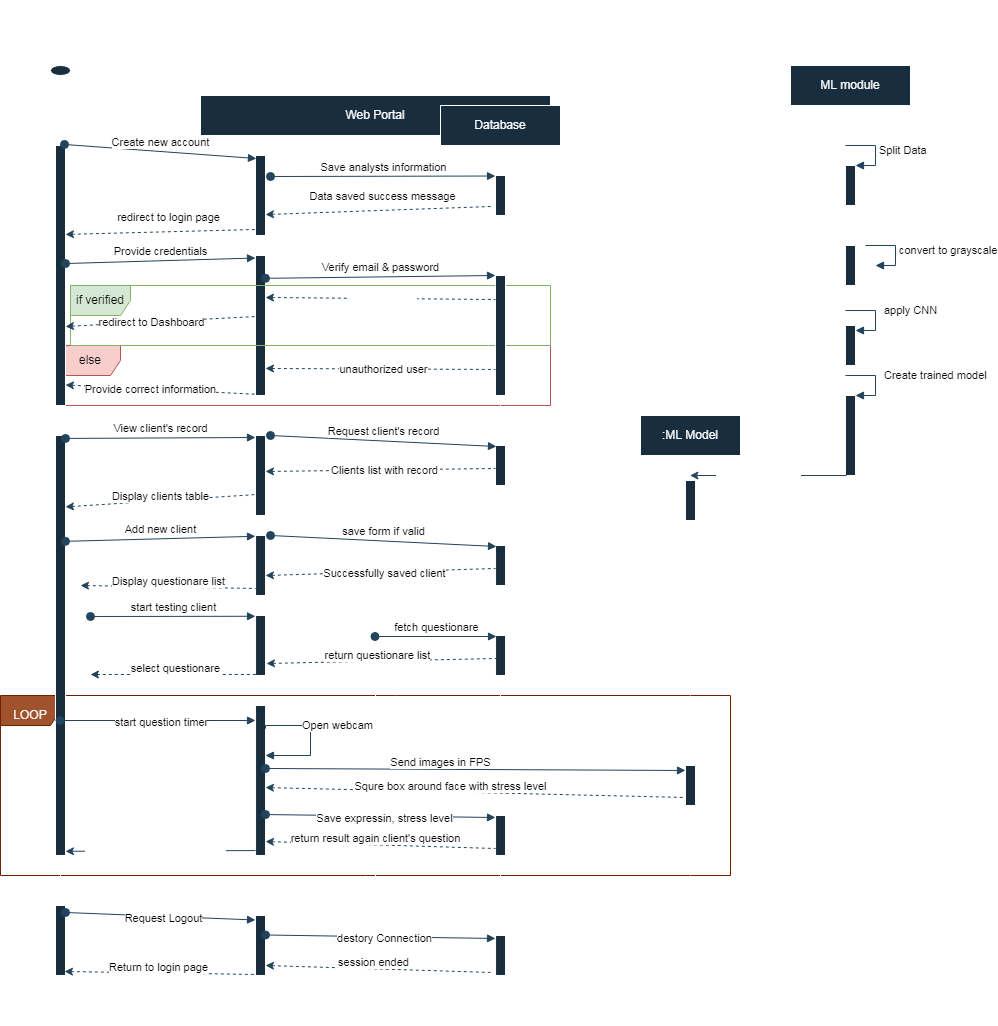 ML module
Web Portal
Database
Create new account
Split Data
Save analysts information
Data saved success message
redirect to login page
Provide credentials
convert to grayscale
Verify email & password
if verified
redirect to Dashboard
apply CNN
else
unauthorized user
Create trained model
Provide correct information
View client's record
Request client's record
:ML Model
Clients list with record
Display clients table
Add new client
save form if valid
Successfully saved client
Display questionare list
start testing client
fetch questionare
return questionare list
select questionare
LOOP
start question timer
Open webcam
Send images in FPS
Squre box around face with stress level
Save expressin, stress level
return result again client's question
Request Logout
destory Connection
session ended
Return to login page